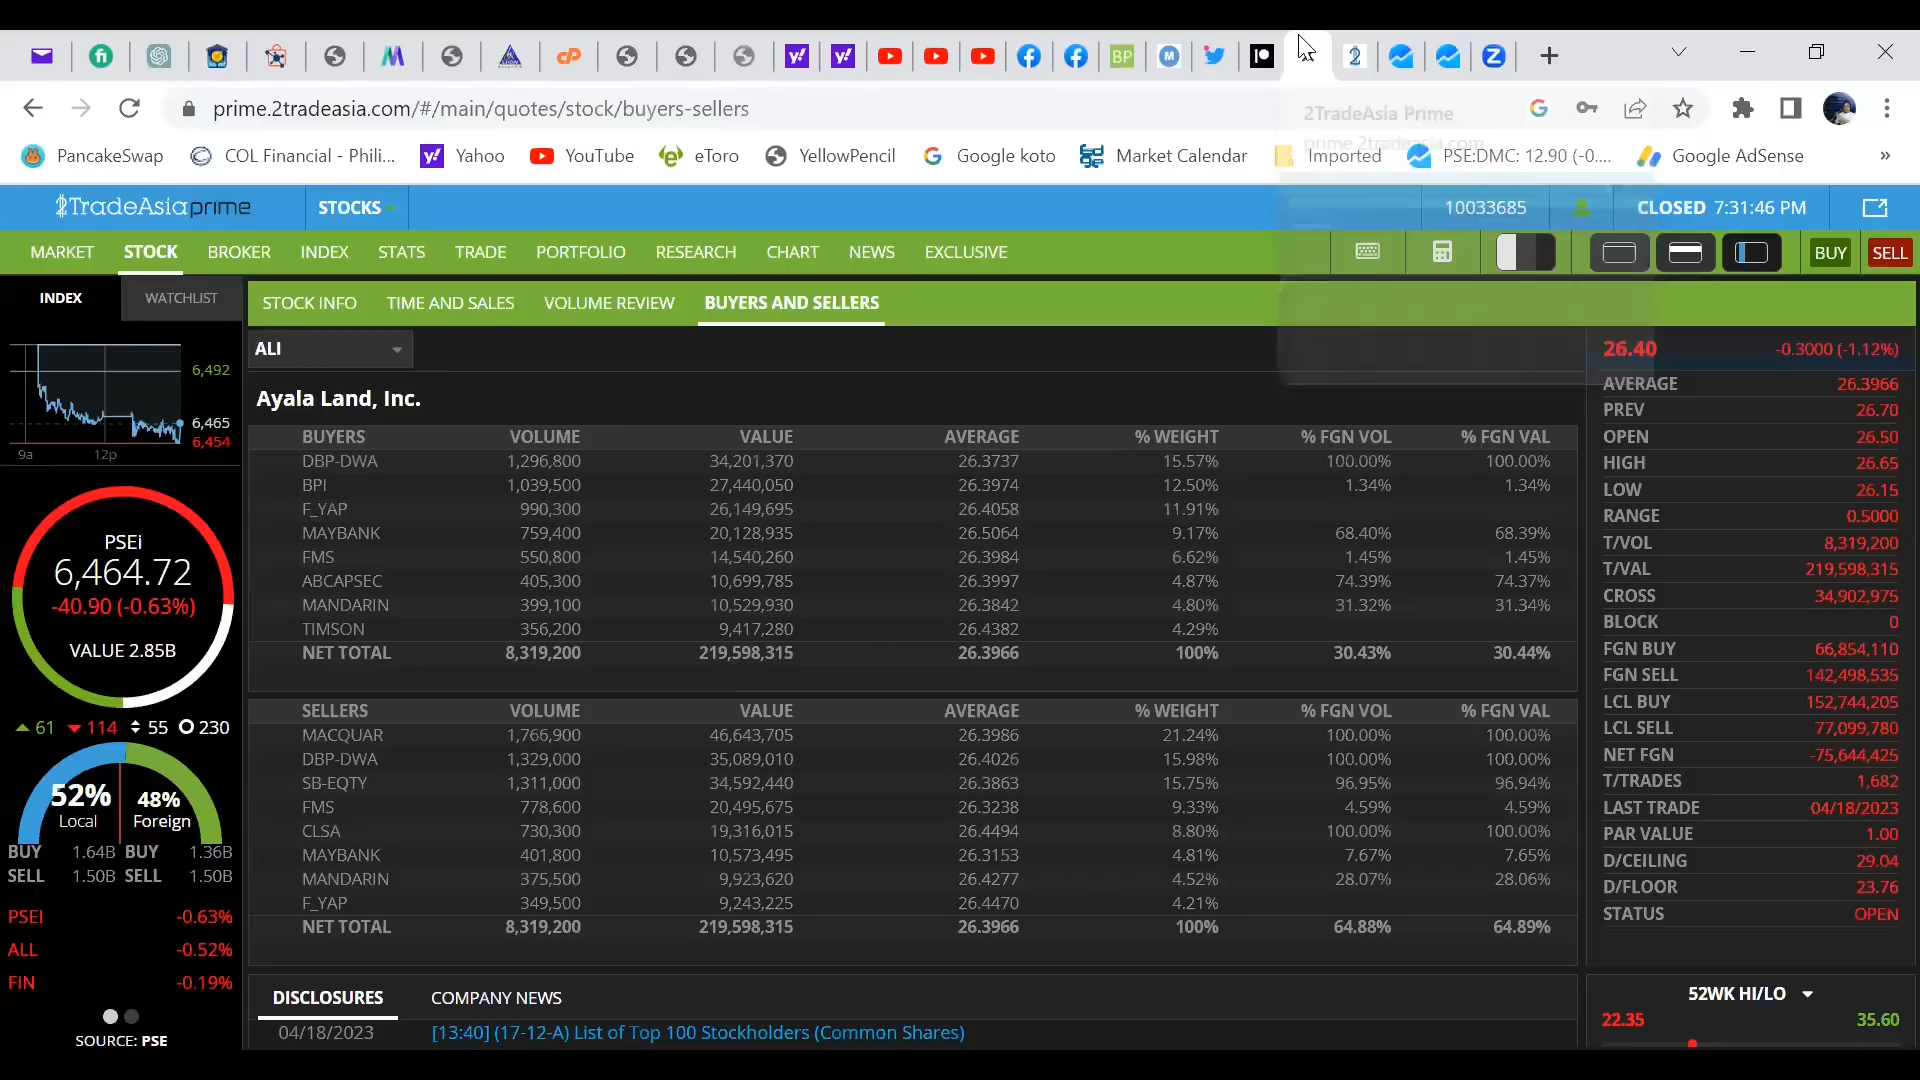 prime.2tradeasia.com/#/main/quotes/stock/buyers-sellers
2TradeAsia Prime
prime.2tradeasia.com
PancakeSwap COL Financial - Phili... Yahoo YouTube eToro YellowPencil Google koto Market Calendar Imported PSE:DMC: 12.90 (-0.... Google AdSense »
2TradeAsia prime STOCKS 10033685 CLOSED 7:31:46 PM
MARKET STOCK BROKER INDEX STATS TRADE PORTFOLIO RESEARCH CHART NEWS EXCLUSIVE BUY SELL
INDEX WATCHLIST
STOCK INFO TIME AND SALES VOLUME REVIEW BUYERS AND SELLERS
6,492
6,465
6,454
9a 12p
PSEi
6,464.72
-40.90 (-0.63%)
VALUE 2.85B
61 114 55 230
52% Local 48% Foreign
BUY 1.64B BUY 1.36B
SELL 1.50B SELL 1.50B
PSEI -0.63%
ALL -0.52%
FIN -0.19%
SOURCE: PSE
ALI
Ayala Land, Inc.
BUYERS VOLUME VALUE AVERAGE % WEIGHT % FGN VOL % FGN VAL
DBP-DWA 1,296,800 34,201,370 26.3737 15.57% 100.00% 100.00%
BPI 1,039,500 27,440,050 26.3974 12.50% 1.34% 1.34%
F_YAP 990,300 26,149,695 26.4058 11.91%
MAYBANK 759,400 20,128,935 26.5064 9.17% 68.40% 68.39%
FMS 550,800 14,540,260 26.3984 6.62% 1.45% 1.45%
ABCAPSEC 405,300 10,699,785 26.3997 4.87% 74.39% 74.37%
MANDARIN 399,100 10,529,930 26.3842 4.80% 31.32% 31.34%
TIMSON 356,200 9,417,280 26.4382 4.29%
NET TOTAL 8,319,200 219,598,315 26.3966 100% 30.43% 30.44%
SELLERS VOLUME VALUE AVERAGE % WEIGHT % FGN VOL % FGN VAL
MACQUAR 1,766,900 46,643,705 26.3986 21.24% 100.00% 100.00%
DBP-DWA 1,329,000 35,089,010 26.4026 15.98% 100.00% 100.00%
SB-EQTY 1,311,000 34,592,440 26.3863 15.75% 96.95% 96.94%
FMS 778,600 20,495,675 26.3238 9.33% 4.59% 4.59%
CLSA 730,300 19,316,015 26.4494 8.80% 100.00% 100.00%
MAYBANK 401,800 10,573,495 26.3153 4.81% 7.67% 7.65%
MANDARIN 375,500 9,923,620 26.4277 4.52% 28.07% 28.06%
F_YAP 349,500 9,243,225 26.4470 4.21%
NET TOTAL 8,319,200 219,598,315 26.3966 100% 64.88% 64.89%
DISCLOSURES COMPANY NEWS
04/18/2023 [13:40] (17-12-A) List of Top 100 Stockholders (Common Shares)
26.40 -0.3000 (-1.12%)
AVERAGE 26.3966
PREV 26.70
OPEN 26.50
HIGH 26.65
LOW 26.15
RANGE 0.5000
T/VOL 8,319,200
T/VAL 219,598,315
CROSS 34,902,975
BLOCK 0
FGN BUY 66,854,110
FGN SELL 142,498,535
LCL BUY 152,744,205
LCL SELL 77,099,780
NET FGN -75,644,425
T/TRADES 1,682
LAST TRADE 04/18/2023
PAR VALUE 1.00
D/CEILING 29.04
D/FLOOR 23.76
STATUS OPEN
52WK HI/LO
22.35 35.60